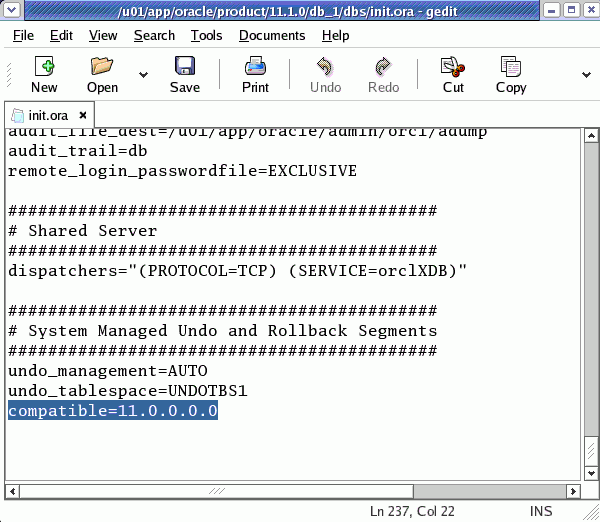 /u01/app/oracle/product/11.1.0/db_1/dbs/init.ora - gedit
File Edit View Search Tools Documents Help
New Open Save Print Undo Redo Cut Copy
init.ora
audit_file_dest=/u01/app/oracle/admin/orcl/adump
audit_trail=db
remote_login_passwordfile=EXCLUSIVE
###########################################
# Shared Server
###########################################
dispatchers="(PROTOCOL=TCP) (SERVICE=orclXDB)"
###########################################
# System Managed Undo and Rollback Segments
###########################################
undo_management=AUTO
undo_tablespace=UNDOTBS1
compatible=11.0.0.0.0
Ln 237, Col 22 INS